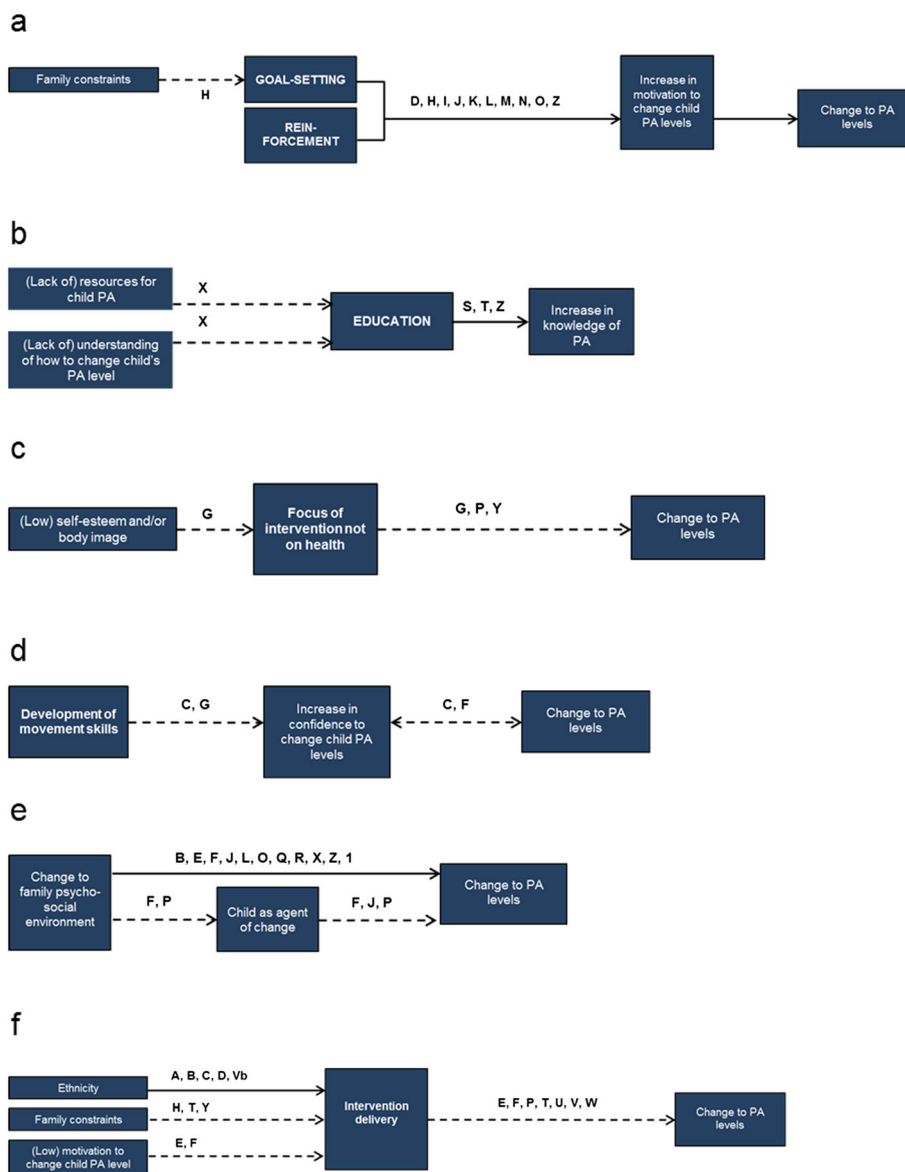 a
Family constraints
H
GOAL-SETTING
REIN-
FORCEMENT
D, H, I, J, K, L, M, N, O, Z
Increase in
motivation to
change child
PA levels
Change to PA
levels
b
(Lack of) resources for
child PA
X
X
(Lack of) understanding
of how to change child's
PA level
EDUCATION
S, T, Z
Increase in
knowledge of
PA
c
(Low) self-esteem and/or
body image
G
Focus of
intervention not
on health
G, P, Y
Change to PA
levels
d
Development of
movement skills
C, G
Increase in
confidence to
change child PA
levels
C, F
Change to PA
levels
e
Change to
family psycho-
social
environment
B, E, F, J, L, O, Q, R, X, Z, 1
F, P
Child as agent
of change
F, J, P
Change to PA
levels
f
Ethnicity
A, B, C, D, Vb
Family constraints
H, T, Y
(Low) motivation to
change child PA level
E, F
Intervention
delivery
E, F, P, T, U, V, W
Change to PA
levels